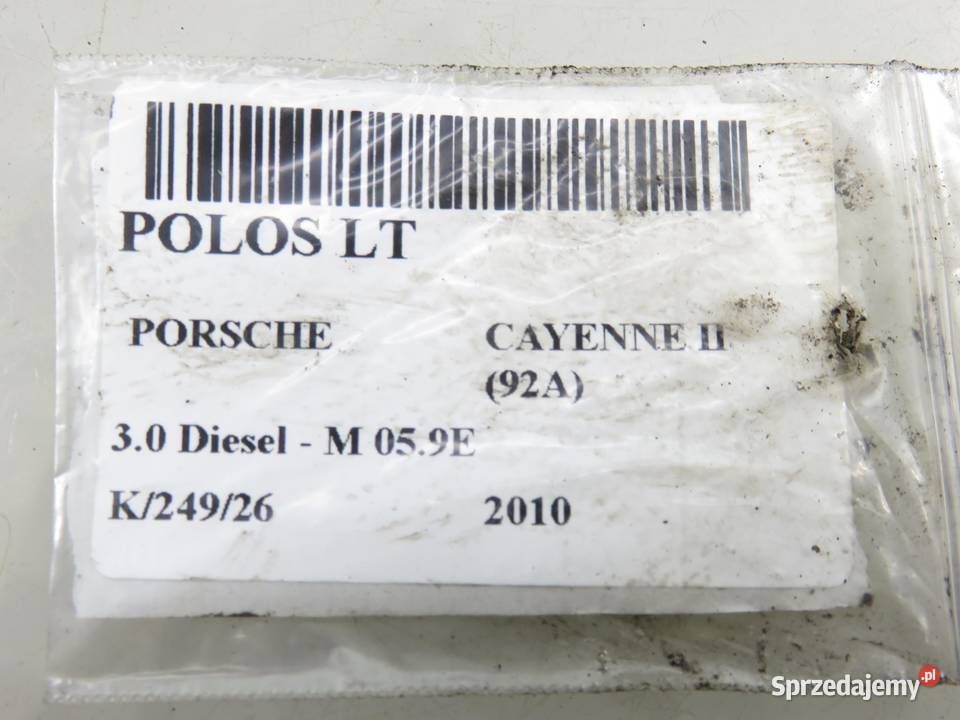 POLOS LT
PORSCHE CAYENNE II
(92A)
3.0 Diesel - M 05.9E
K/249/26 2010
Sprzedajemy.pl